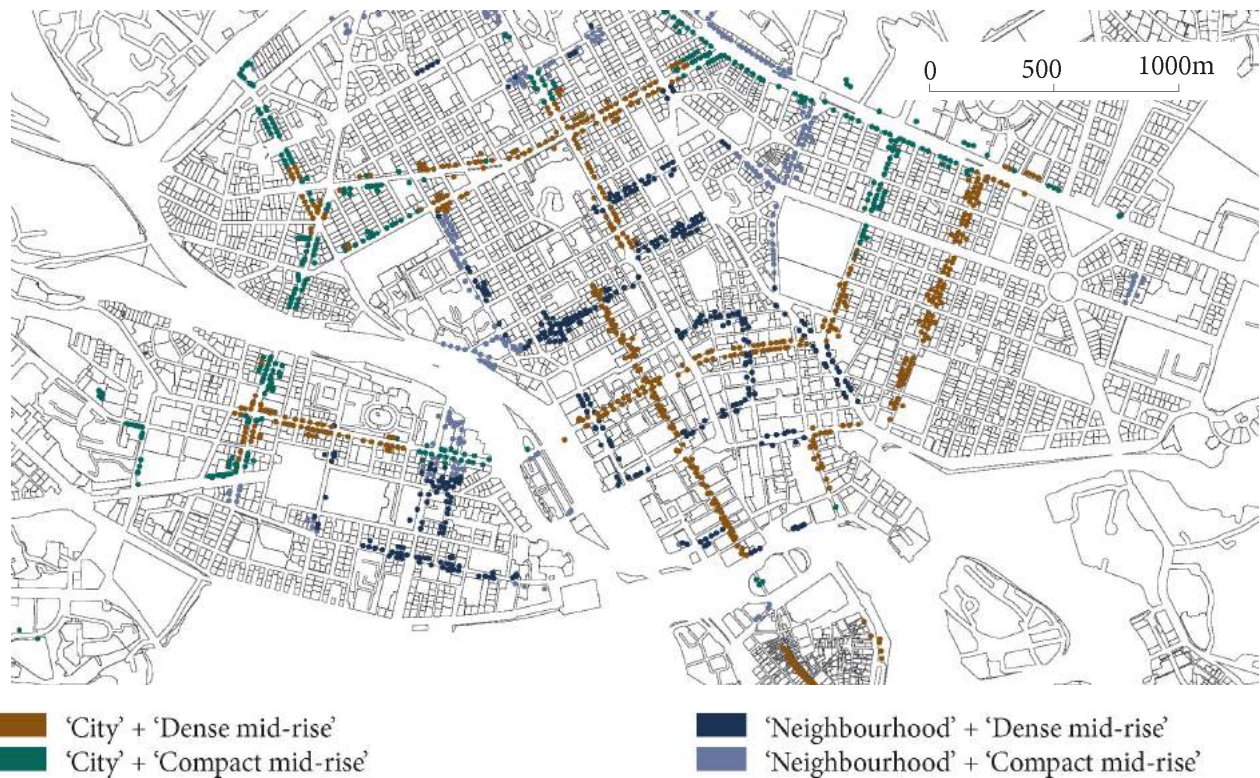 0 500 1000m
‘City’ + ‘Dense mid-rise’
‘City’ + ‘Compact mid-rise’
‘Neighbourhood’ + ‘Dense mid-rise’
‘Neighbourhood’ + ‘Compact mid-rise’